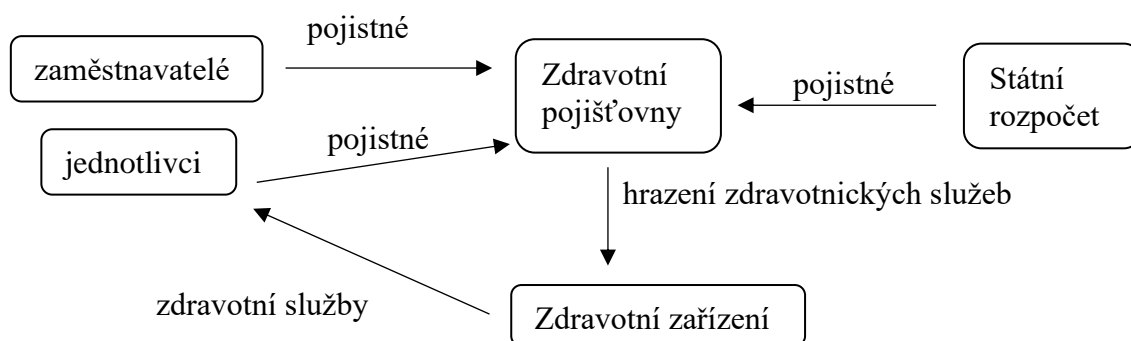 pojistné
zaměstnavatelé
Zdravotní
pojišťovny
pojistné
Státní
rozpočet
jednotlivci
pojistné
hrazení zdravotnických služeb
zdravotní služby
Zdravotní zařízení